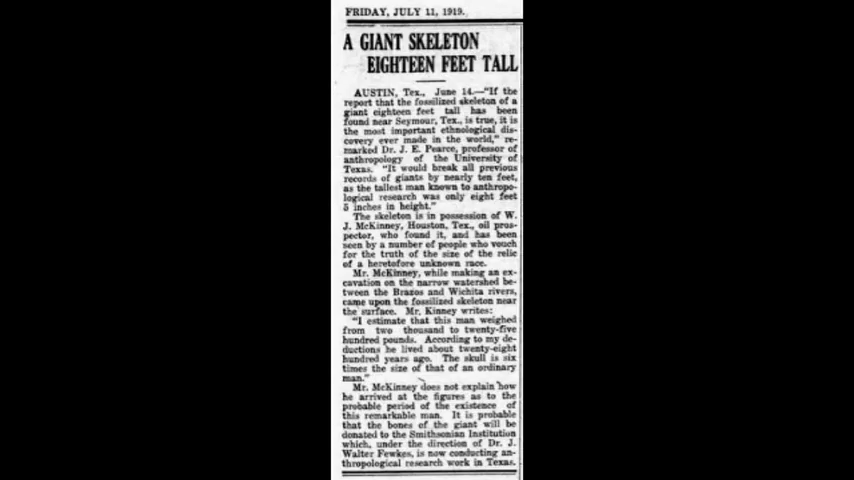 FRIDAY, JULY 11, 1919.
A GIANT SKELETON
EIGHTEEN FEET TALL
AUSTIN, Tex., June 14.—"If the
report that the fossilized skeleton of a
giant eighteen feet tall has been
found near Seymour, Tex., is true, it is
the most important ethnological dis-
covery ever made in the world," re-
marked Dr. J. E. Pearce, professor of
anthropology of the University of
Texas. "It would break all previous
records of giants by nearly ten feet,
as the tallest man known to anthropo-
logical research was only eight feet
5 inches in height."
The skeleton is in possession of W.
J. McKinney, Houston, Tex., oil pros-
pector, who found it, and has been
seen by a number of people who vouch
for the truth of the size of the relic
of a heretofore unknown race.
Mr. McKinney, while making an ex-
cavation on the narrow watershed be-
tween the Brazos and Wichita rivers,
came upon the fossilized skeleton near
the surface. Mr. Kinney writes:
"I estimate that this man weighed
from two thousand to twenty-five
hundred pounds. According to my de-
ductions he lived about twenty-eight
hundred years ago. The skull is six
times the size of that of an ordinary
man."
Mr. McKinney does not explain how
he arrived at the figures as to the
probable period of the existence of
this remarkable man. It is probable
that the bones of the giant will be
donated to the Smithsonian Institution
which, under the direction of Dr. J.
Walter Fewkes, is now conducting an-
thropological research work in Texas.